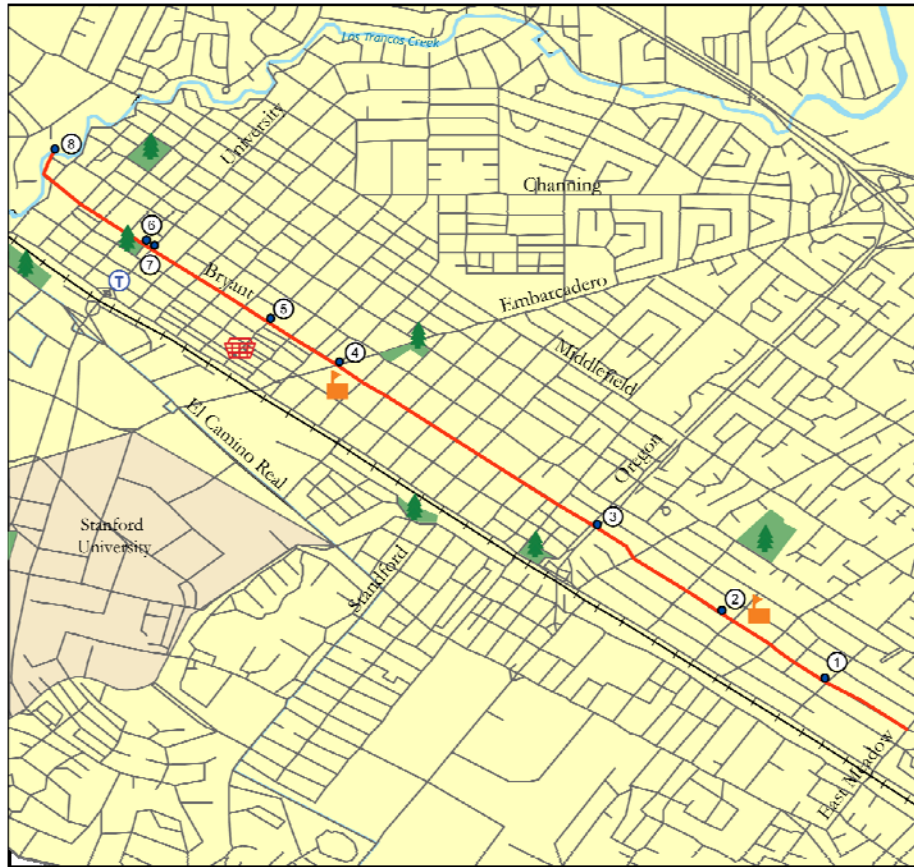 Los Trancos Creek
8
University
Channing
6
7
T
Bryant
5
Embarcadero
4
Middlefield
El Camino Real
Oregon
3
Stanford
University
Standford
2
1
East Meadow